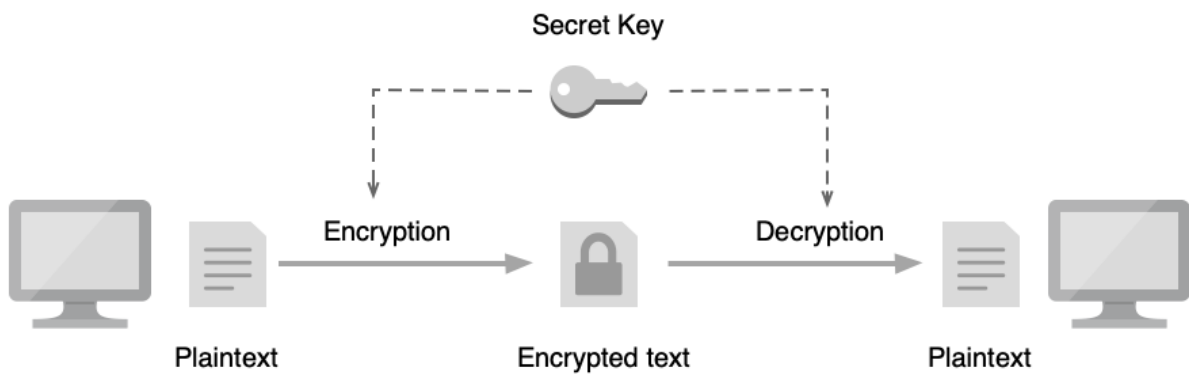 Secret Key
Encryption
Decryption
Plaintext
Encrypted text
Plaintext